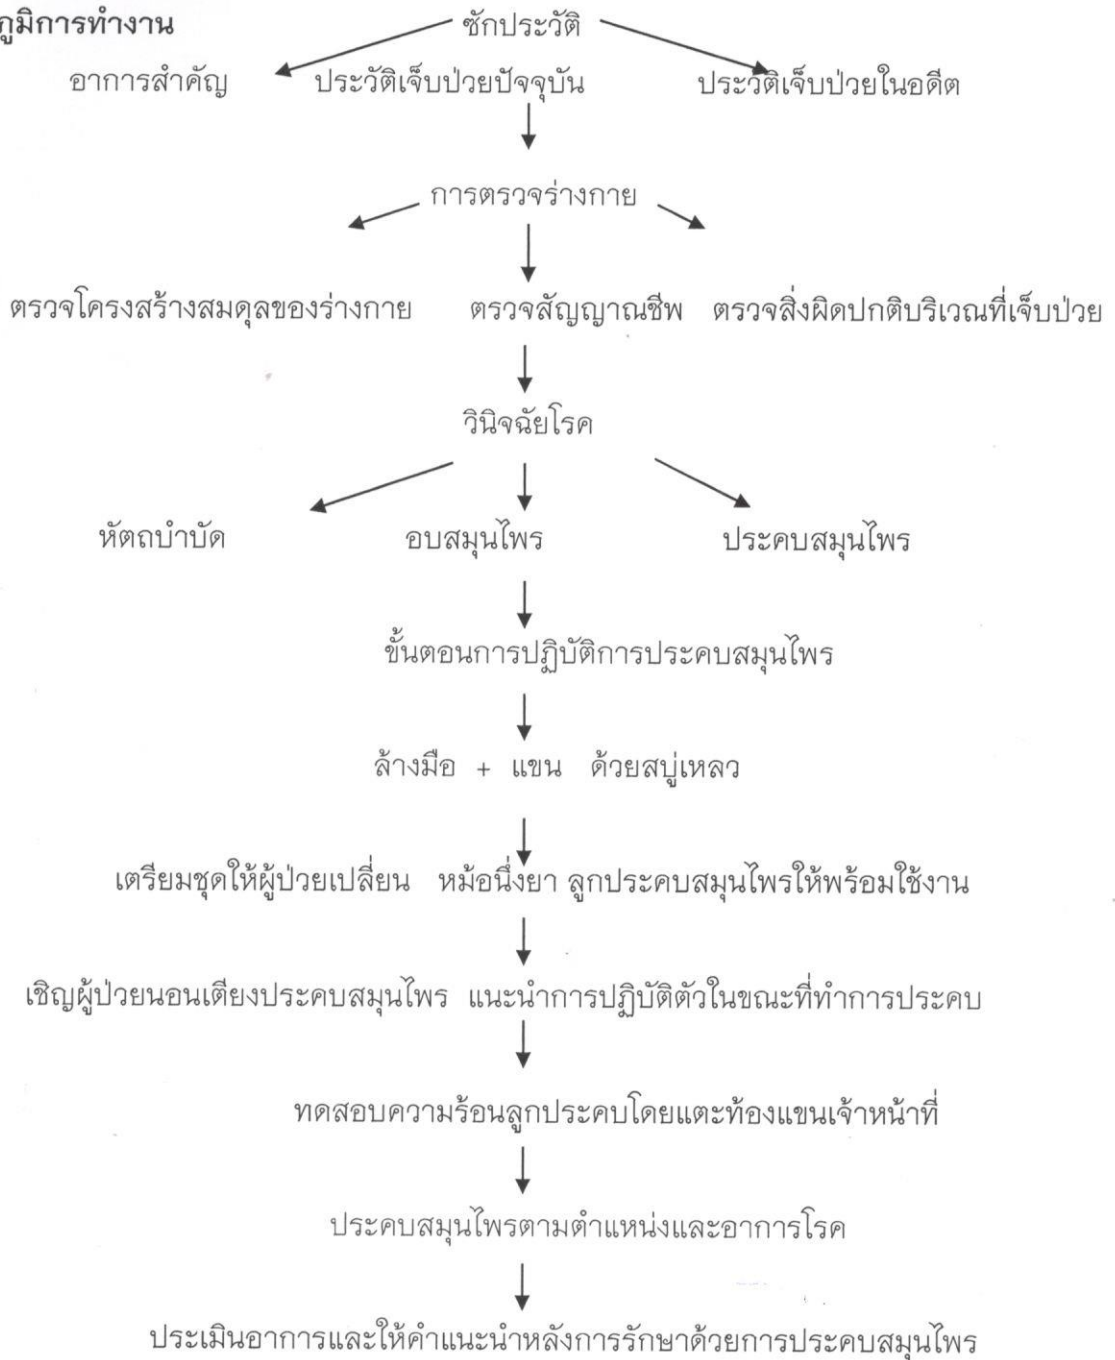 ภูมิการทำงาน
ซักประวัติ
อาการสำคัญ ประวัติเจ็บป่วยปัจจุบัน ประวัติเจ็บป่วยในอดีต
การตรวจร่างกาย
ตรวจโครงสร้างสมดุลของร่างกาย ตรวจสัญญาณชีพ ตรวจสิ่งผิดปกติบริเวณที่เจ็บป่วย
วินิจฉัยโรค
หัตถบำบัด อบสมุนไพร ประคบสมุนไพร
ขั้นตอนการปฏิบัติการประคบสมุนไพร
ล้างมือ + แขน ด้วยสบู่เหลว
เตรียมชุดให้ผู้ป่วยเปลี่ยน หม้อนึ่งยา ลูกประคบสมุนไพรให้พร้อมใช้งาน
เชิญผู้ป่วยนอนเตียงประคบสมุนไพร แนะนำการปฏิบัติตัวในขณะที่ทำการประคบ
ทดสอบความร้อนลูกประคบโดยแตะท้องแขนเจ้าหน้าที่
ประคบสมุนไพรตามตำแหน่งและอาการโรค
ประเมินอาการและให้คำแนะนำหลังการรักษาด้วยการประคบสมุนไพร